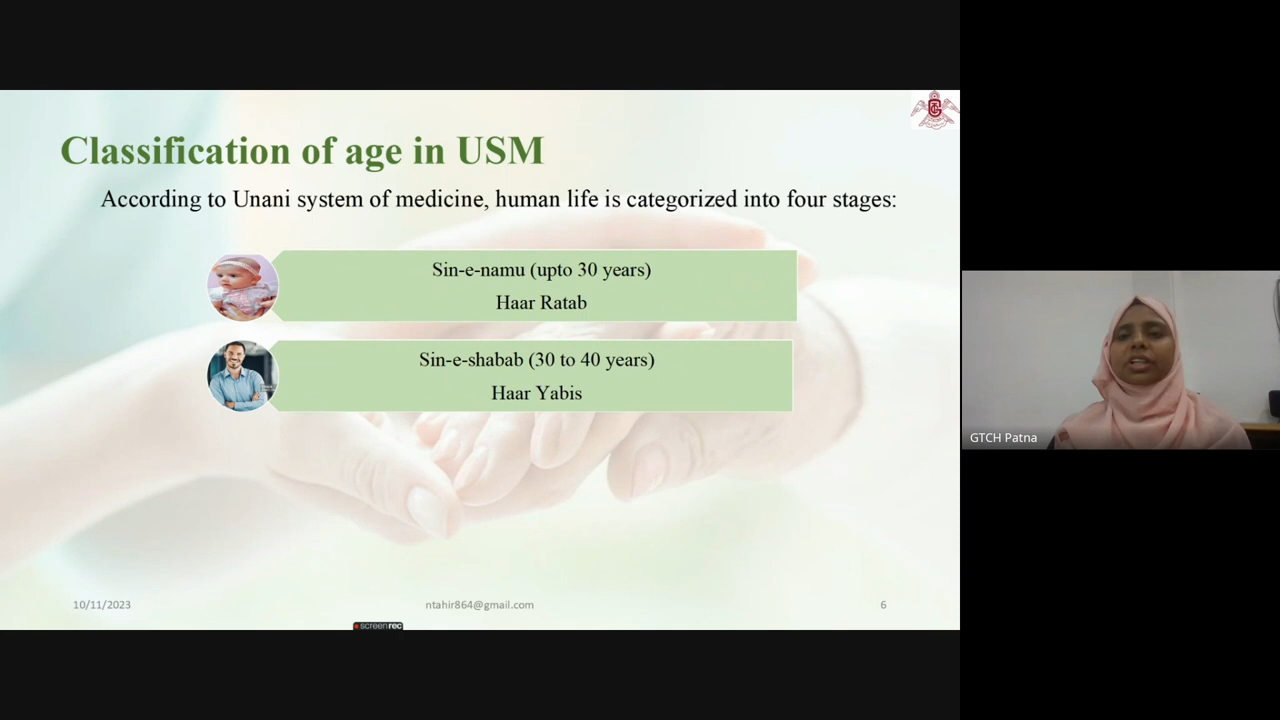 Classification of age in USM
According to Unani system of medicine, human life is categorized into four stages:
Sin-e-namu (upto 30 years)
Haar Ratab
Sin-e-shabab (30 to 40 years)
Haar Yabis
10/11/2023
ntahir864@gmail.com
6
screenrec
GTCH Patna